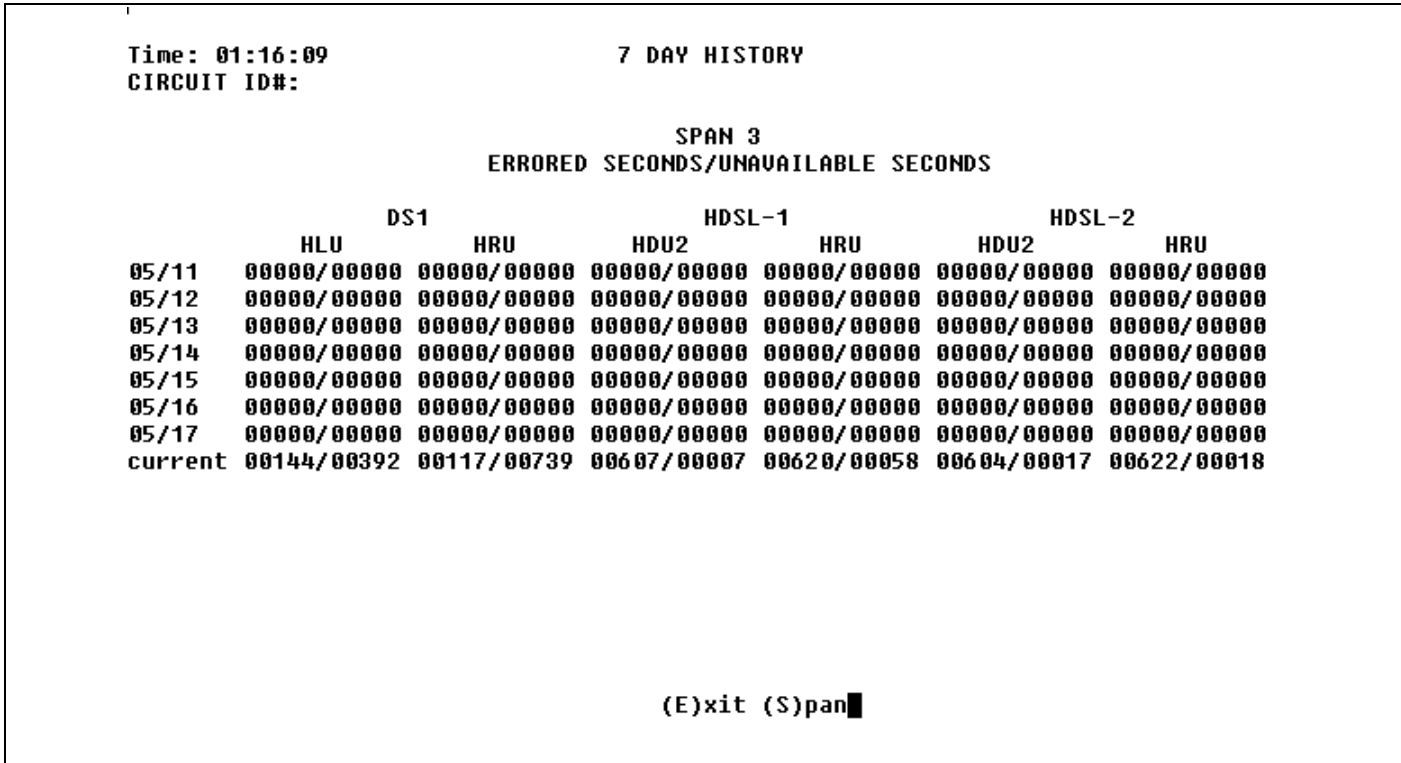 Time: 01:16:09 7 DAY HISTORY
CIRCUIT ID#:
SPAN 3
ERRORED SECONDS/UNAVAILABLE SECONDS
DS1 HDSL-1 HDSL-2
HLU HRU HDU2 HRU HDU2 HRU
05/11 00000/00000 00000/00000 00000/00000 00000/00000 00000/00000 00000/00000
05/12 00000/00000 00000/00000 00000/00000 00000/00000 00000/00000 00000/00000
05/13 00000/00000 00000/00000 00000/00000 00000/00000 00000/00000 00000/00000
05/14 00000/00000 00000/00000 00000/00000 00000/00000 00000/00000 00000/00000
05/15 00000/00000 00000/00000 00000/00000 00000/00000 00000/00000 00000/00000
05/16 00000/00000 00000/00000 00000/00000 00000/00000 00000/00000 00000/00000
05/17 00000/00000 00000/00000 00000/00000 00000/00000 00000/00000 00000/00000
current 00144/00392 00117/00739 00607/00007 00620/00058 00604/00017 00622/00018
(E)xit (S)pan